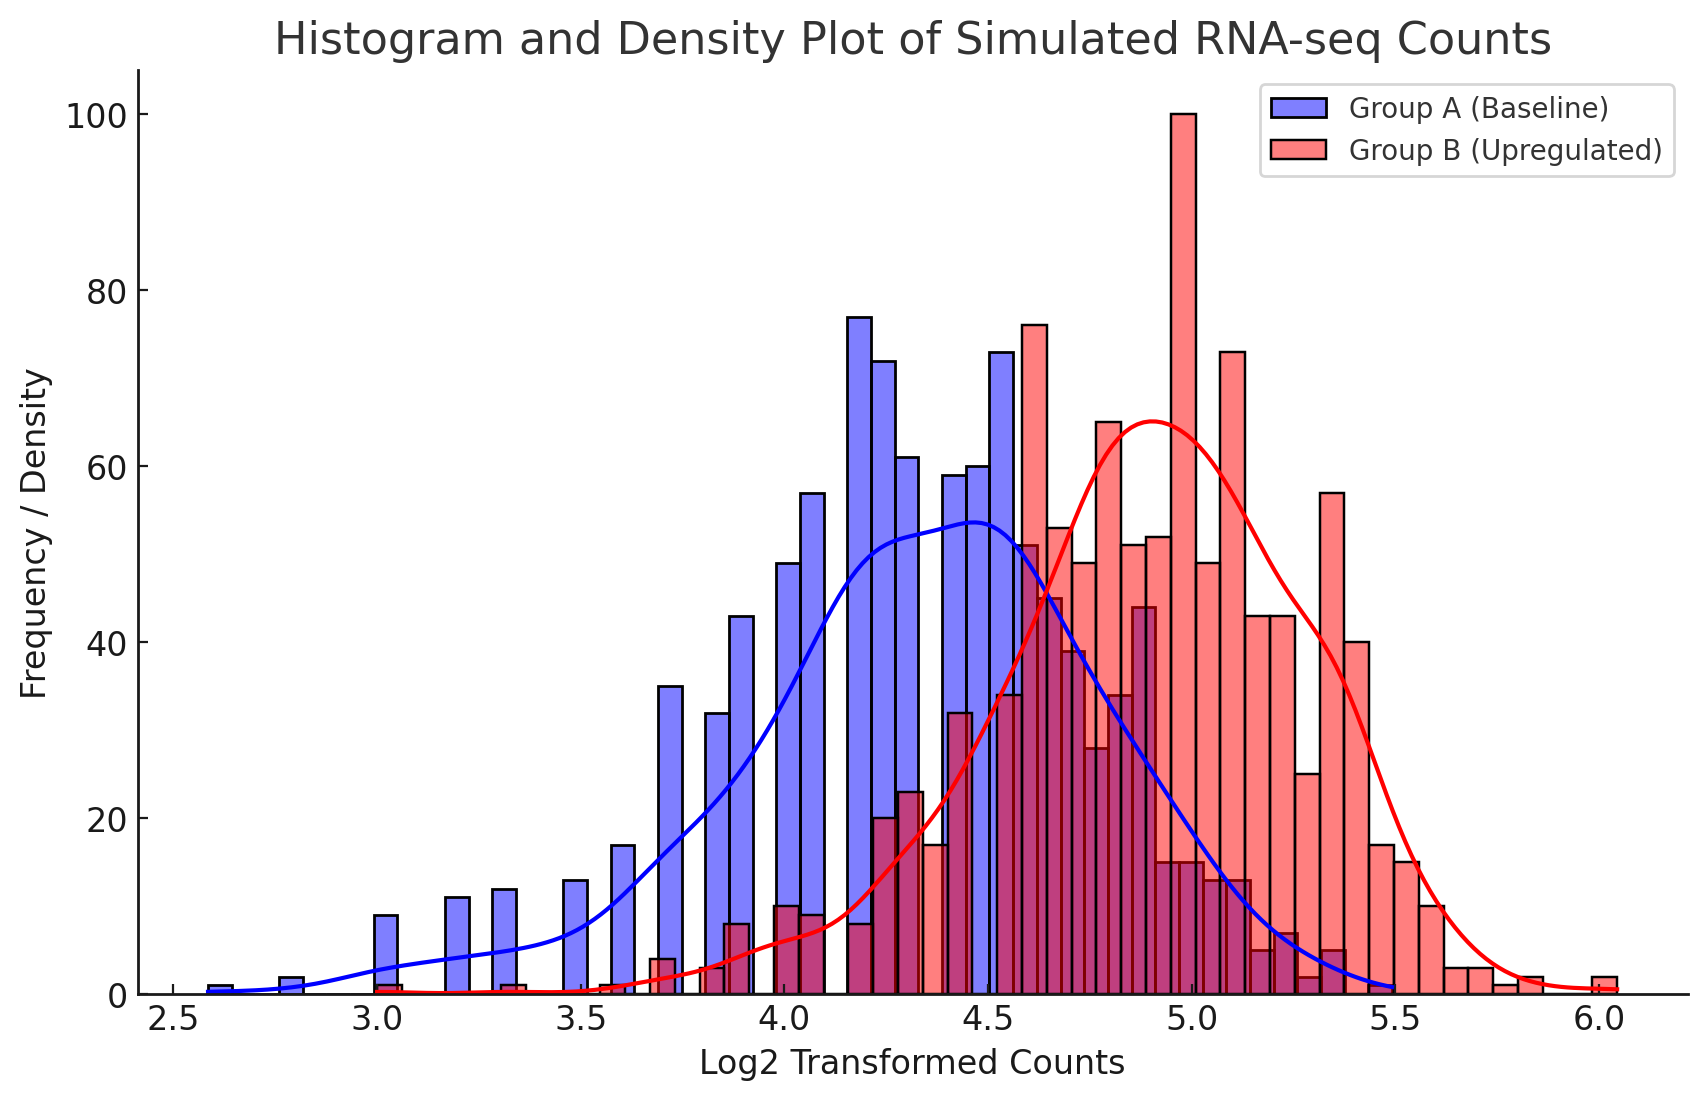 Histogram and Density Plot of Simulated RNA-seq Counts
Group A (Baseline)
Group B (Upregulated)
Frequency / Density
100
80
60
40
20
0
2.5 3.0 3.5 4.0 4.5 5.0 5.5 6.0
Log2 Transformed Counts